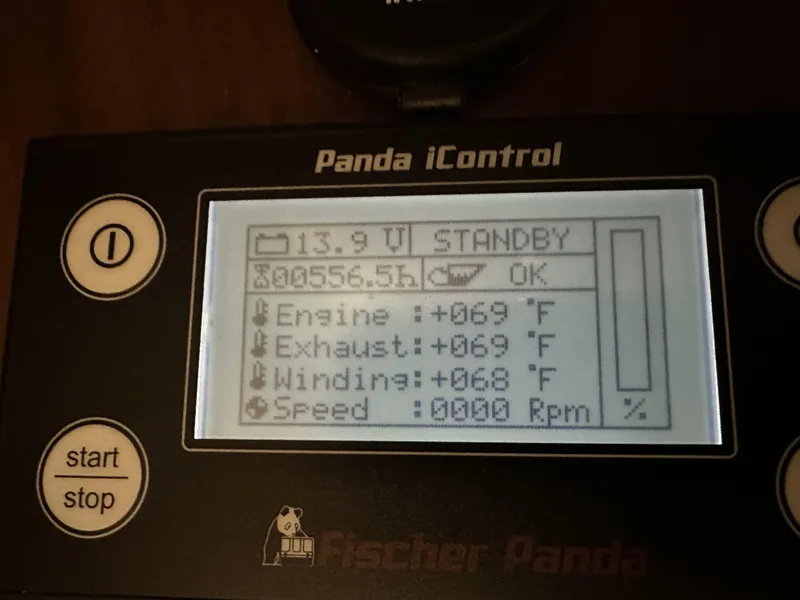 Panda iControl
13.9 V STANDBY
00556.5h OK
Engine :+069 °F
Exhaust:+069 °F
Winding:+068 °F
Speed :0000 Rpm
%
start
stop
Fischer Panda